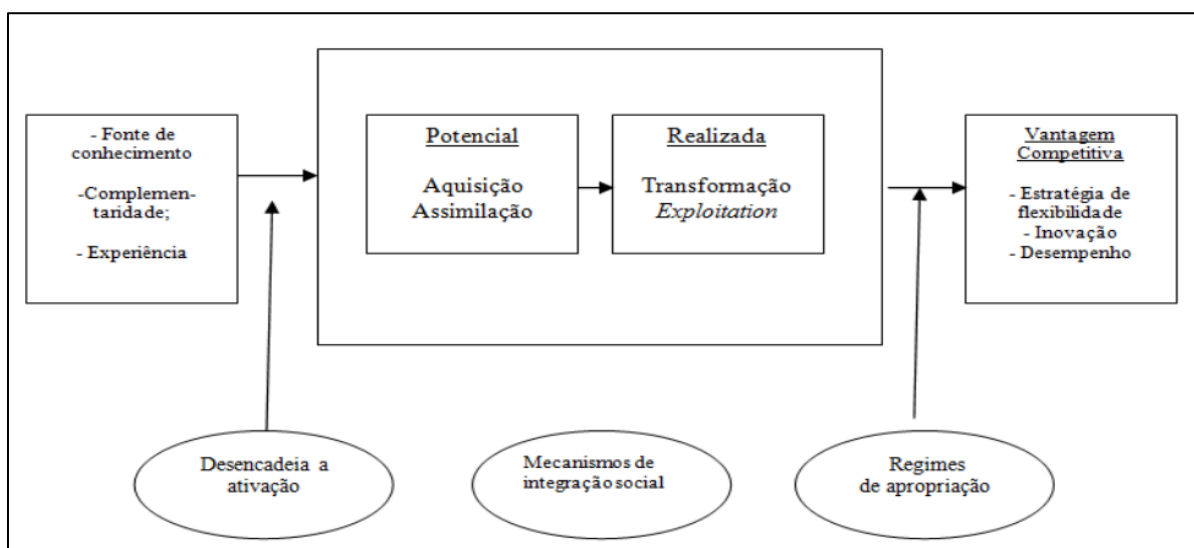 - Fonte de
conhecimento
-Complemen-
taridade;
- Experiência
Potencial
Aquisição
Assimilação
Realizada
Transformação
Exploitation
Vantagem
Competitiva
- Estratégia de
flexibilidade
- Inovação
- Desempenho
Desencadeia a
ativação
Mecanismos de
integração social
Regimes
de apropriação